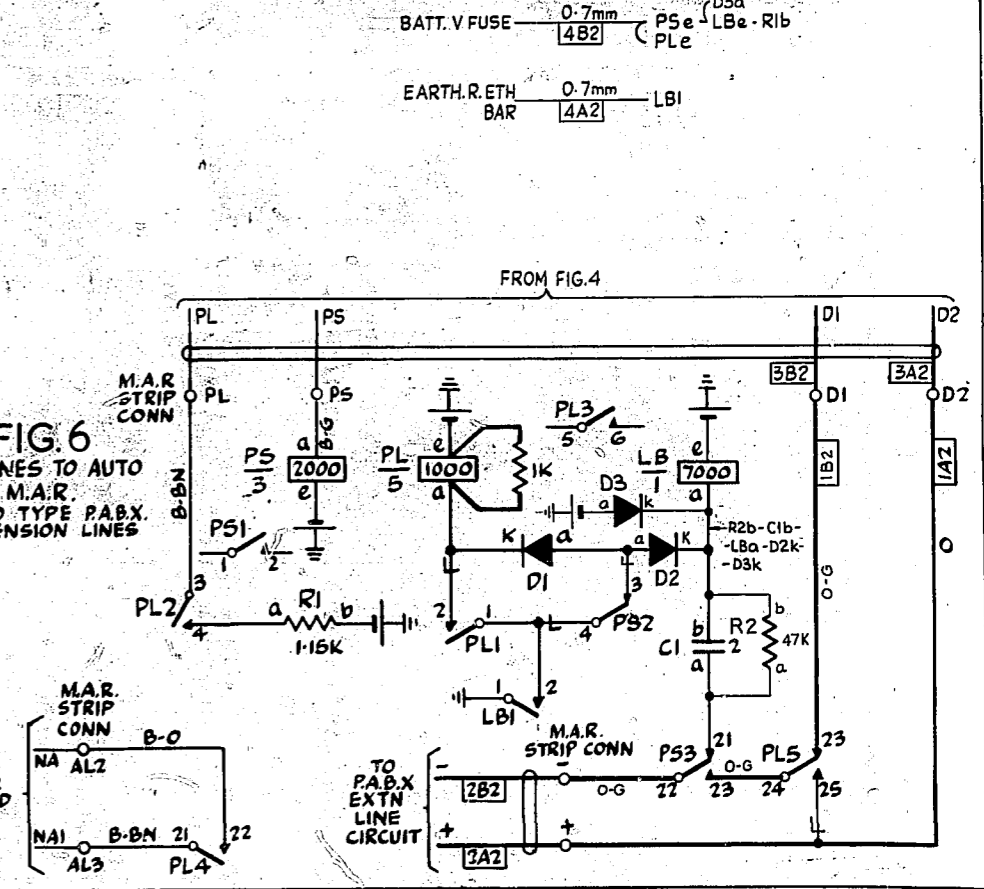 D3a
BATT. V FUSE 0·7mm PSe LBe - R1b
4B2 PLe
EARTH. R. ETH 0·7mm LB1
BAR 4A2
FROM FIG. 4
PL PS D1 D2
3B2 3A2
M.A.R
STRIP
CONN
PL PS D1 D2
FIG. 6
NES TO AUTO
M.A.R.
TYPE P.A.B.X.
ENSION LINES
B-BN
PS
3
a B-G
2000
e
PL
5
e
1000
a
1K
PL3
5 6
LB
1
e
7000
a
D3
a k
1B2
1A2
PS1
1 2
K a
D1
a K
D2
R2b-C1b-
-LBa-D2k-
-D3k
O-G
O
3
PL2
4
a R1 b
1·15K
2 1
PL1
L
L
L
3
4 PS2
b
C1 2
a
b
R2
47K
a
1 2
LB1
M.A.R.
STRIP CONN
M.A.R.
STRIP
CONN
NA AL2 B-O
NA1 AL3 B-BN 21 PL4 22
TO
P.A.B.X
EXTN
LINE
CIRCUIT
- 2B2 - O-G 22 PS3 21 23 O-G 24 PL5 23 25
L
+ 3A2 +